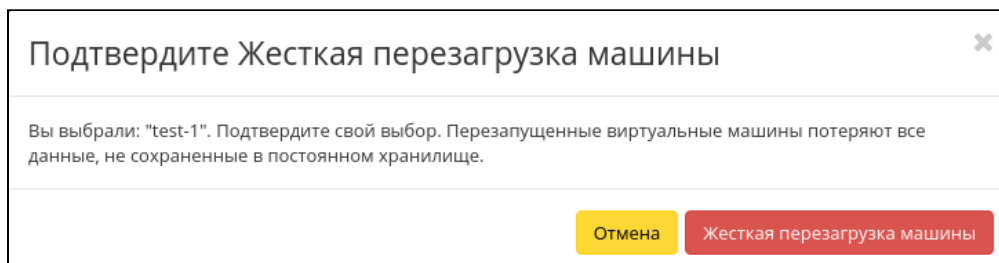 Подтвердите Жесткая перезагрузка машины
Вы выбрали: "test-1". Подтвердите свой выбор. Перезапущенные виртуальные машины потеряют все
данные, не сохраненные в постоянном хранилище.
Отмена
Жесткая перезагрузка машины